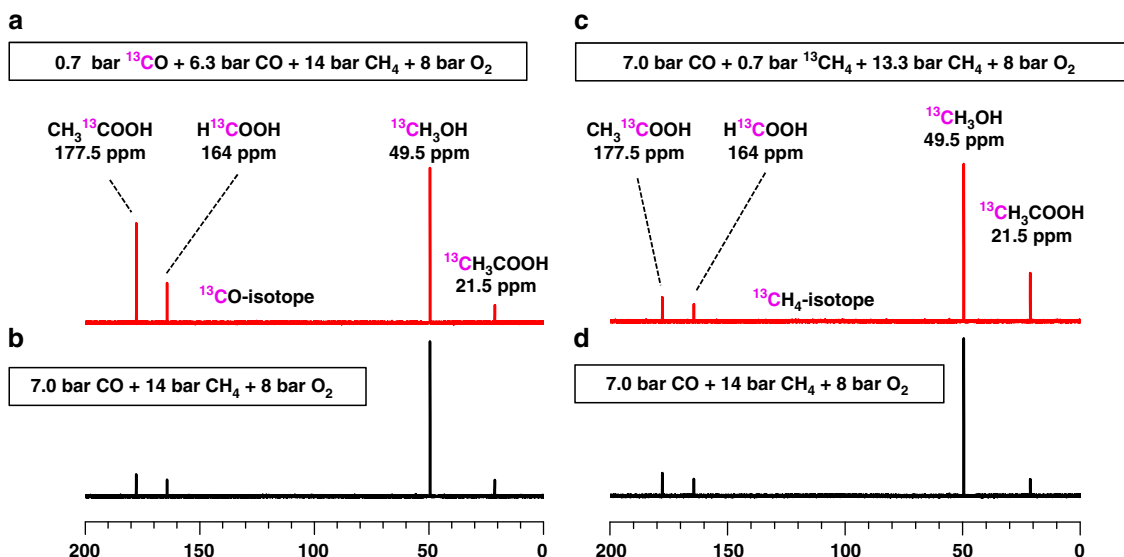 a
0.7 bar ¹³CO + 6.3 bar CO + 14 bar CH₄ + 8 bar O₂
CH₃¹³COOH
177.5 ppm
H¹³COOH
164 ppm
¹³CH₃OH
49.5 ppm
¹³CH₃COOH
21.5 ppm
¹³CO-isotope
b
7.0 bar CO + 14 bar CH₄ + 8 bar O₂
200 150 100 50 0
c
7.0 bar CO + 0.7 bar ¹³CH₄ + 13.3 bar CH₄ + 8 bar O₂
CH₃¹³COOH
177.5 ppm
H¹³COOH
164 ppm
¹³CH₃OH
49.5 ppm
¹³CH₃COOH
21.5 ppm
¹³CH₄-isotope
d
7.0 bar CO + 14 bar CH₄ + 8 bar O₂
200 150 100 50 0